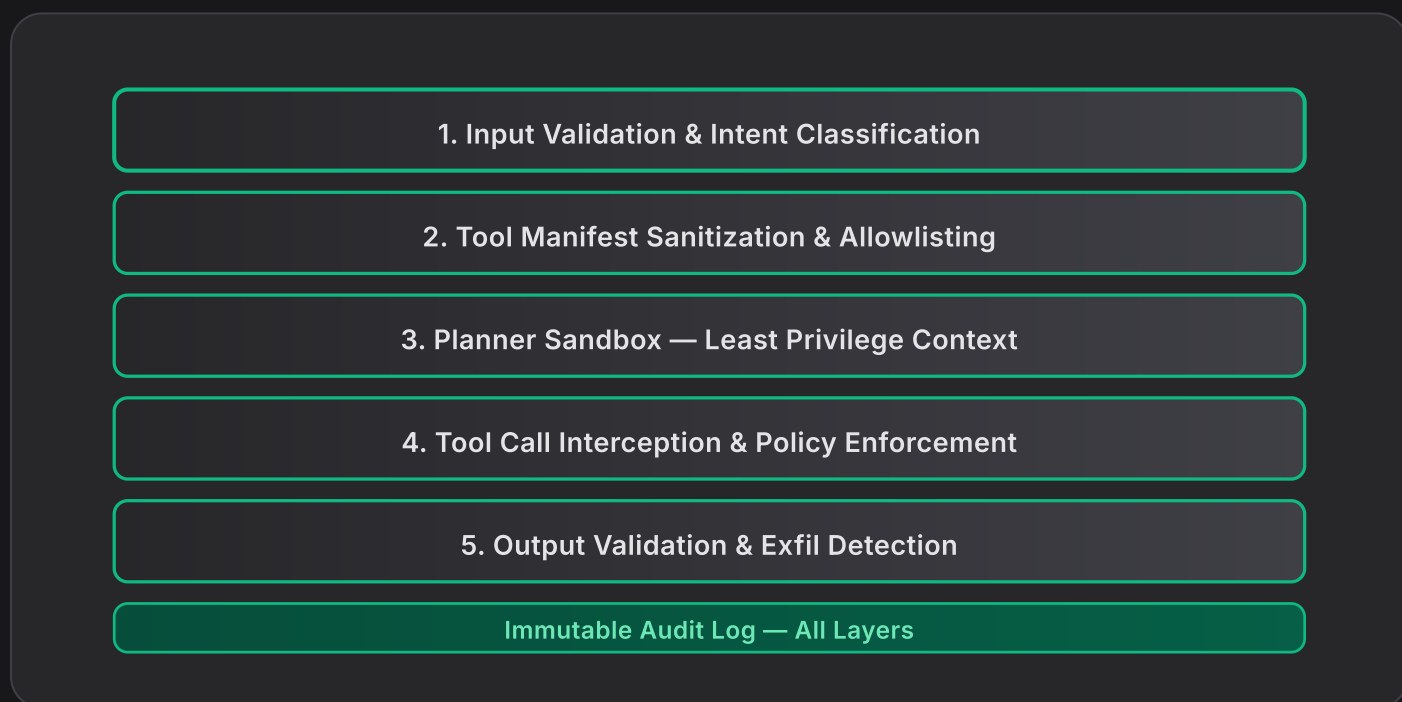 1. Input Validation & Intent Classification
2. Tool Manifest Sanitization & Allowlisting
3. Planner Sandbox — Least Privilege Context
4. Tool Call Interception & Policy Enforcement
5. Output Validation & Exfil Detection
Immutable Audit Log — All Layers